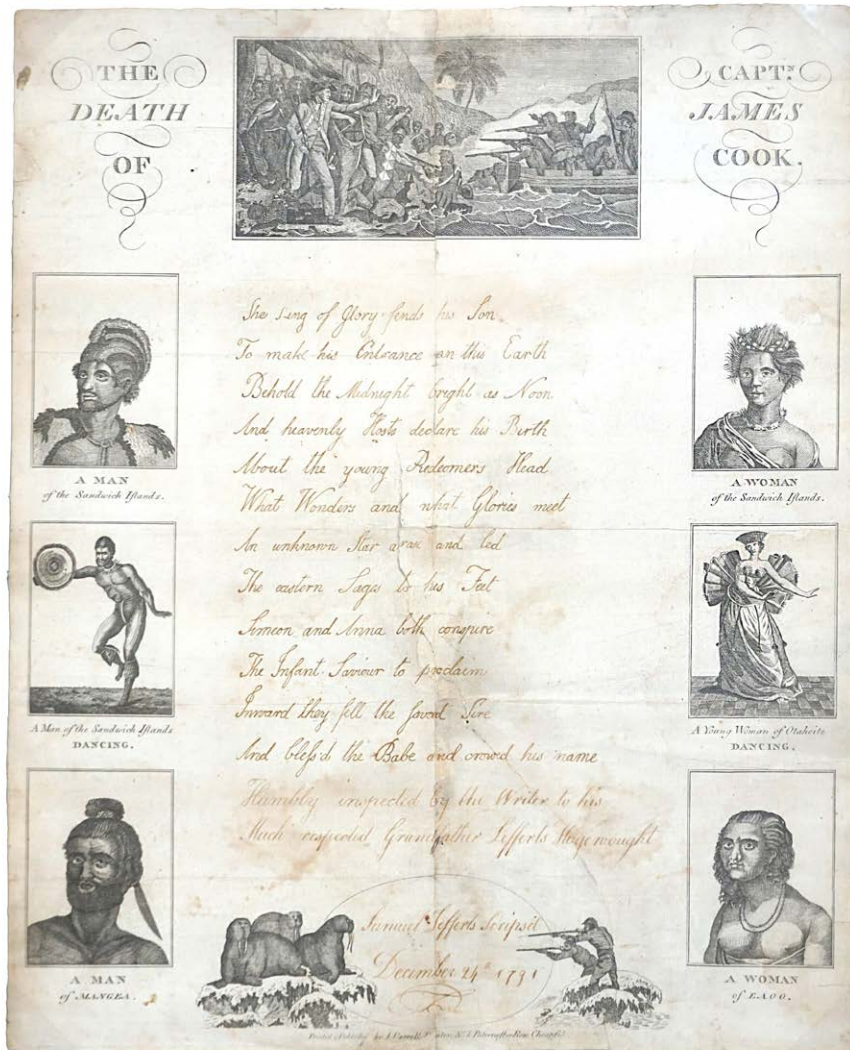 THE
DEATH
OF
CAPT.N
JAMES
COOK.
She King of Glory sends his Son
To make his Entrance on this Earth
Behold the Midnight bright as Noon
And heavenly Hosts declare his Birth
About the young Redeemers Head
What Wonders and what Glories meet
An unknown Star arose and led
The eastern Sages to his Feet
Simeon and Anna both conspire
The Infant Saviour to proclaim
Inward they fell the sacred Fire
And bless'd the Babe and ownd his name
Humbly inspected by the Writer to his
Much respected Grandfather Jefferis
Samuel Jefferis Scripsit
December 24th 1791
A MAN
of the Sandwich Islands.
A Man of the Sandwich Islands
DANCING.
A MAN
of MANGEA.
A WOMAN
of the Sandwich Islands.
A Young Woman of Otaheite
DANCING.
A WOMAN
of EAOO.